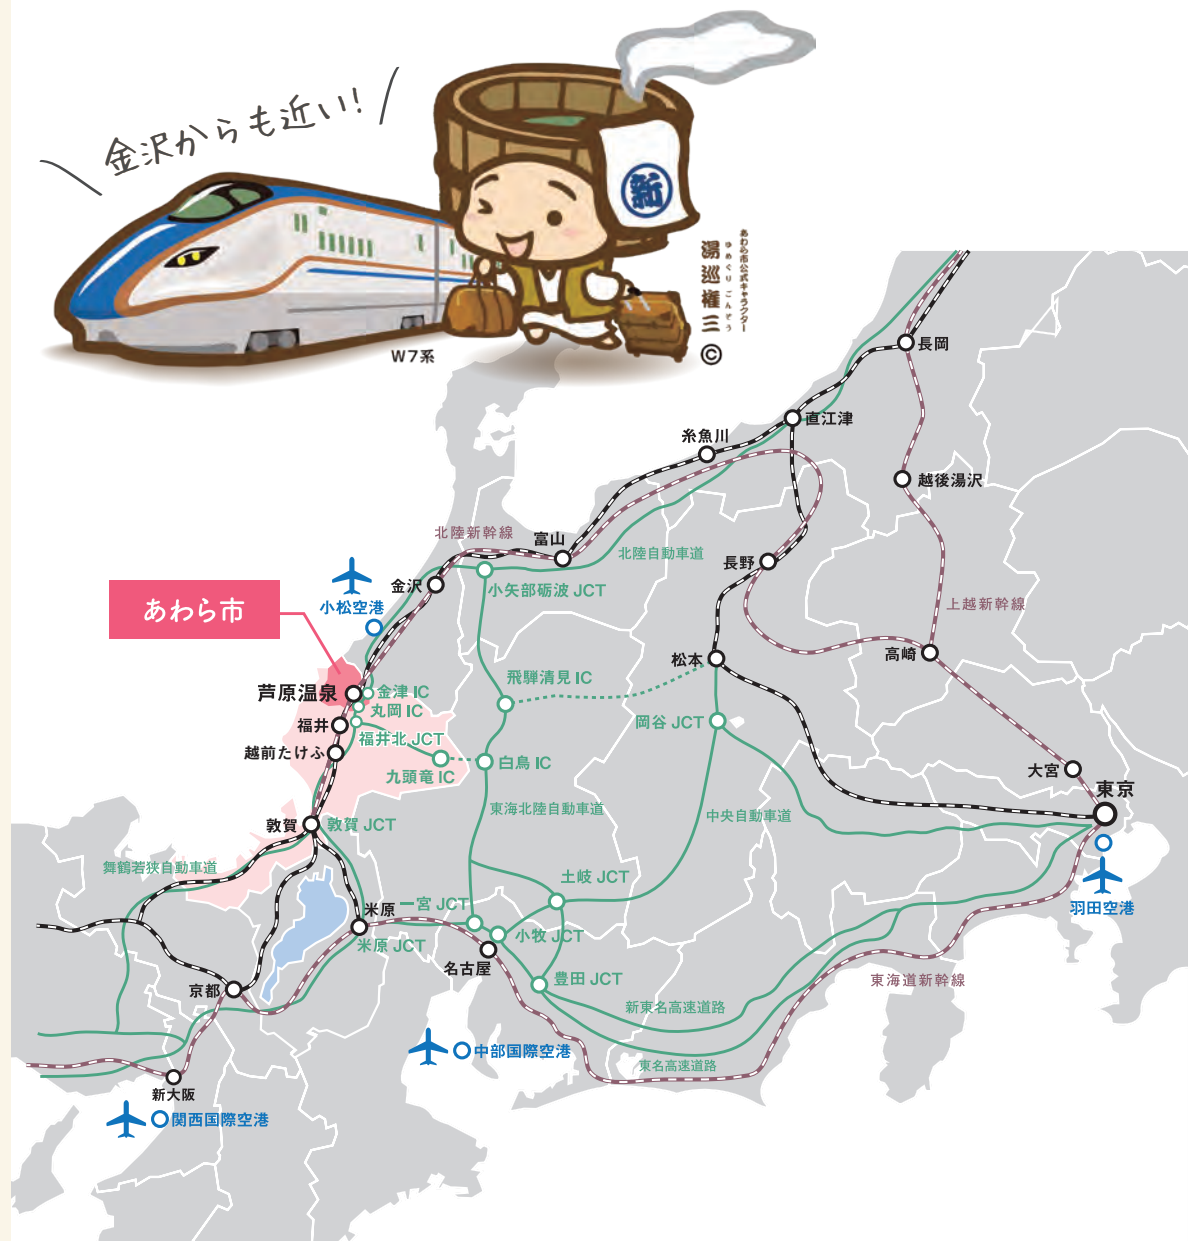 金沢からも近い!
新
あわら市公式キャラクター
湯巡権三
ゆめぐり ごんぞう
©
W7系
長岡
直江津
糸魚川
越後湯沢
北陸新幹線
富山
北陸自動車道
長野
金沢
小矢部砺波 JCT
小松空港
あわら市
上越新幹線
松本
高崎
飛騨清見 IC
芦原温泉
金津 IC
丸岡 IC
岡谷 JCT
福井
福井北 JCT
越前たけふ
九頭竜 IC
白鳥 IC
大宮
東京
東海北陸自動車道
中央自動車道
敦賀
敦賀 JCT
舞鶴若狭自動車道
土岐 JCT
羽田空港
米原
一宮 JCT
米原 JCT
小牧 JCT
名古屋
豊田 JCT
東海道新幹線
京都
新東名高速道路
中部国際空港
東名高速道路
新大阪
関西国際空港